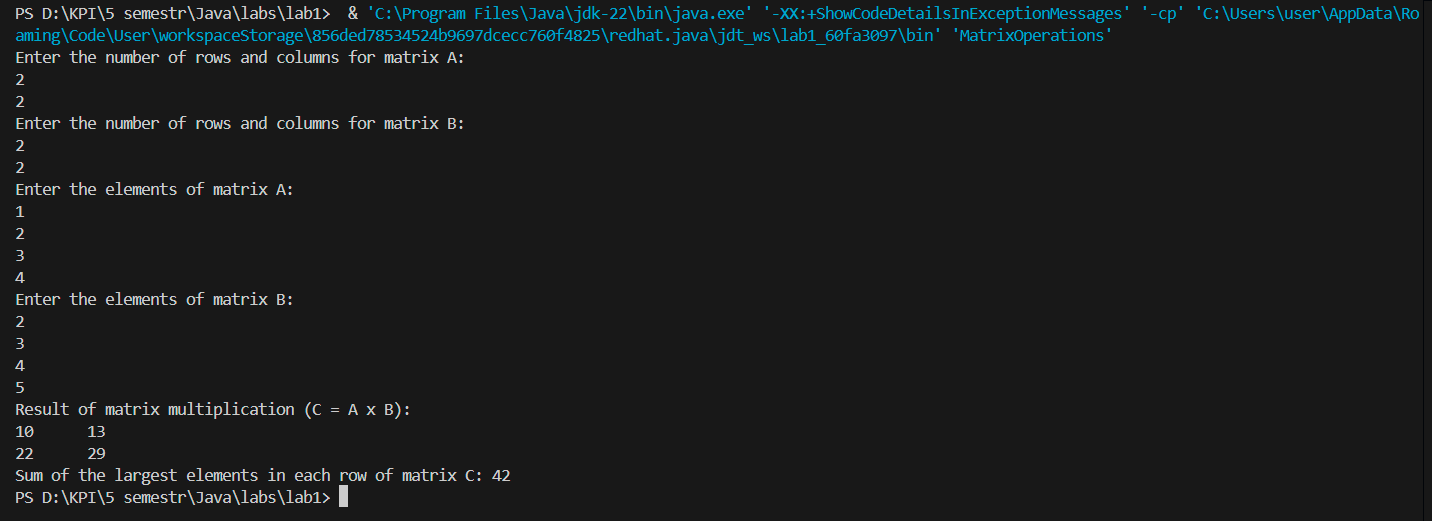 PS D:\KPI\5 semestr\Java\labs\lab1>  & 'C:\Program Files\Java\jdk-22\bin\java.exe' '-XX:+ShowCodeDetailsInExceptionMessages' '-cp' 'C:\Users\user\AppData\Ro
aming\Code\User\workspaceStorage\856ded78534524b9697dcecc760f4825\redhat.java\jdt_ws\lab1_60fa3097\bin' 'MatrixOperations'
Enter the number of rows and columns for matrix A:
2
2
Enter the number of rows and columns for matrix B:
2
2
Enter the elements of matrix A:
1
2
3
4
Enter the elements of matrix B:
2
3
4
5
Result of matrix multiplication (C = A x B):
10      13
22      29
Sum of the largest elements in each row of matrix C: 42
PS D:\KPI\5 semestr\Java\labs\lab1>